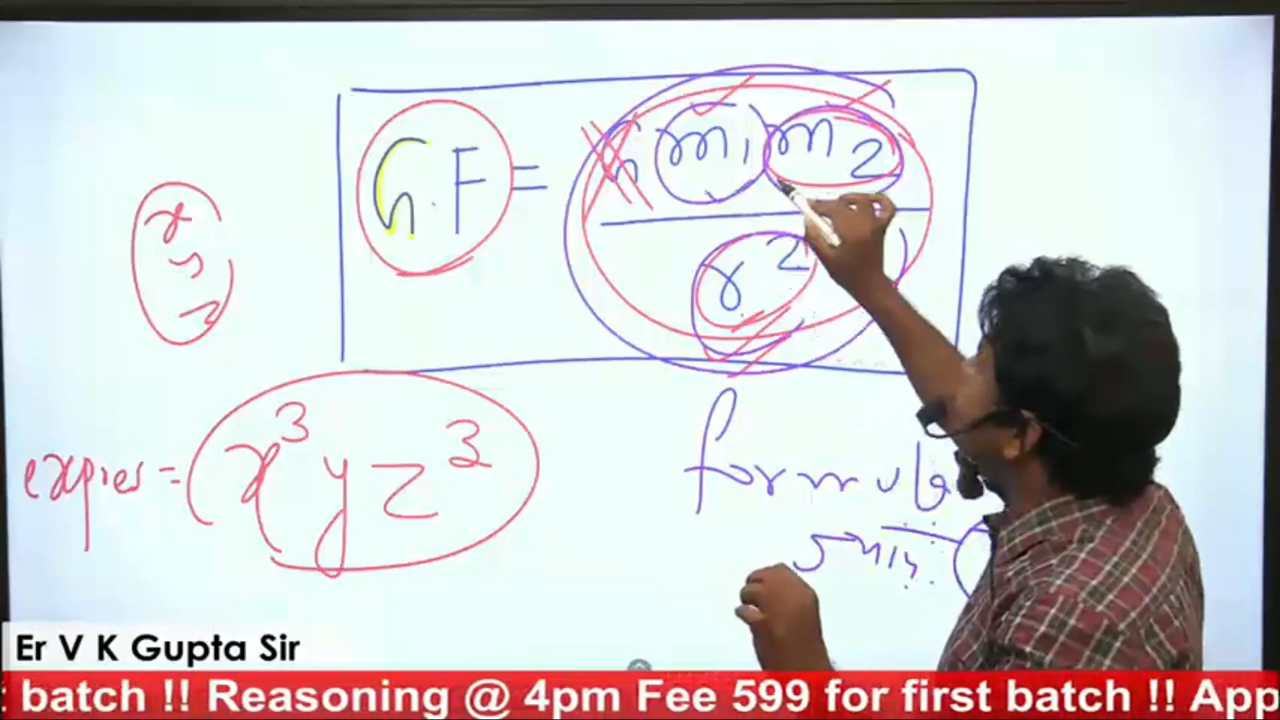 G.F = m₁ m₂
r²
x
y
z
expres = x³yz³
formula
Er V K Gupta Sir
t batch !! Reasoning @ 4pm Fee 599 for first batch !! App